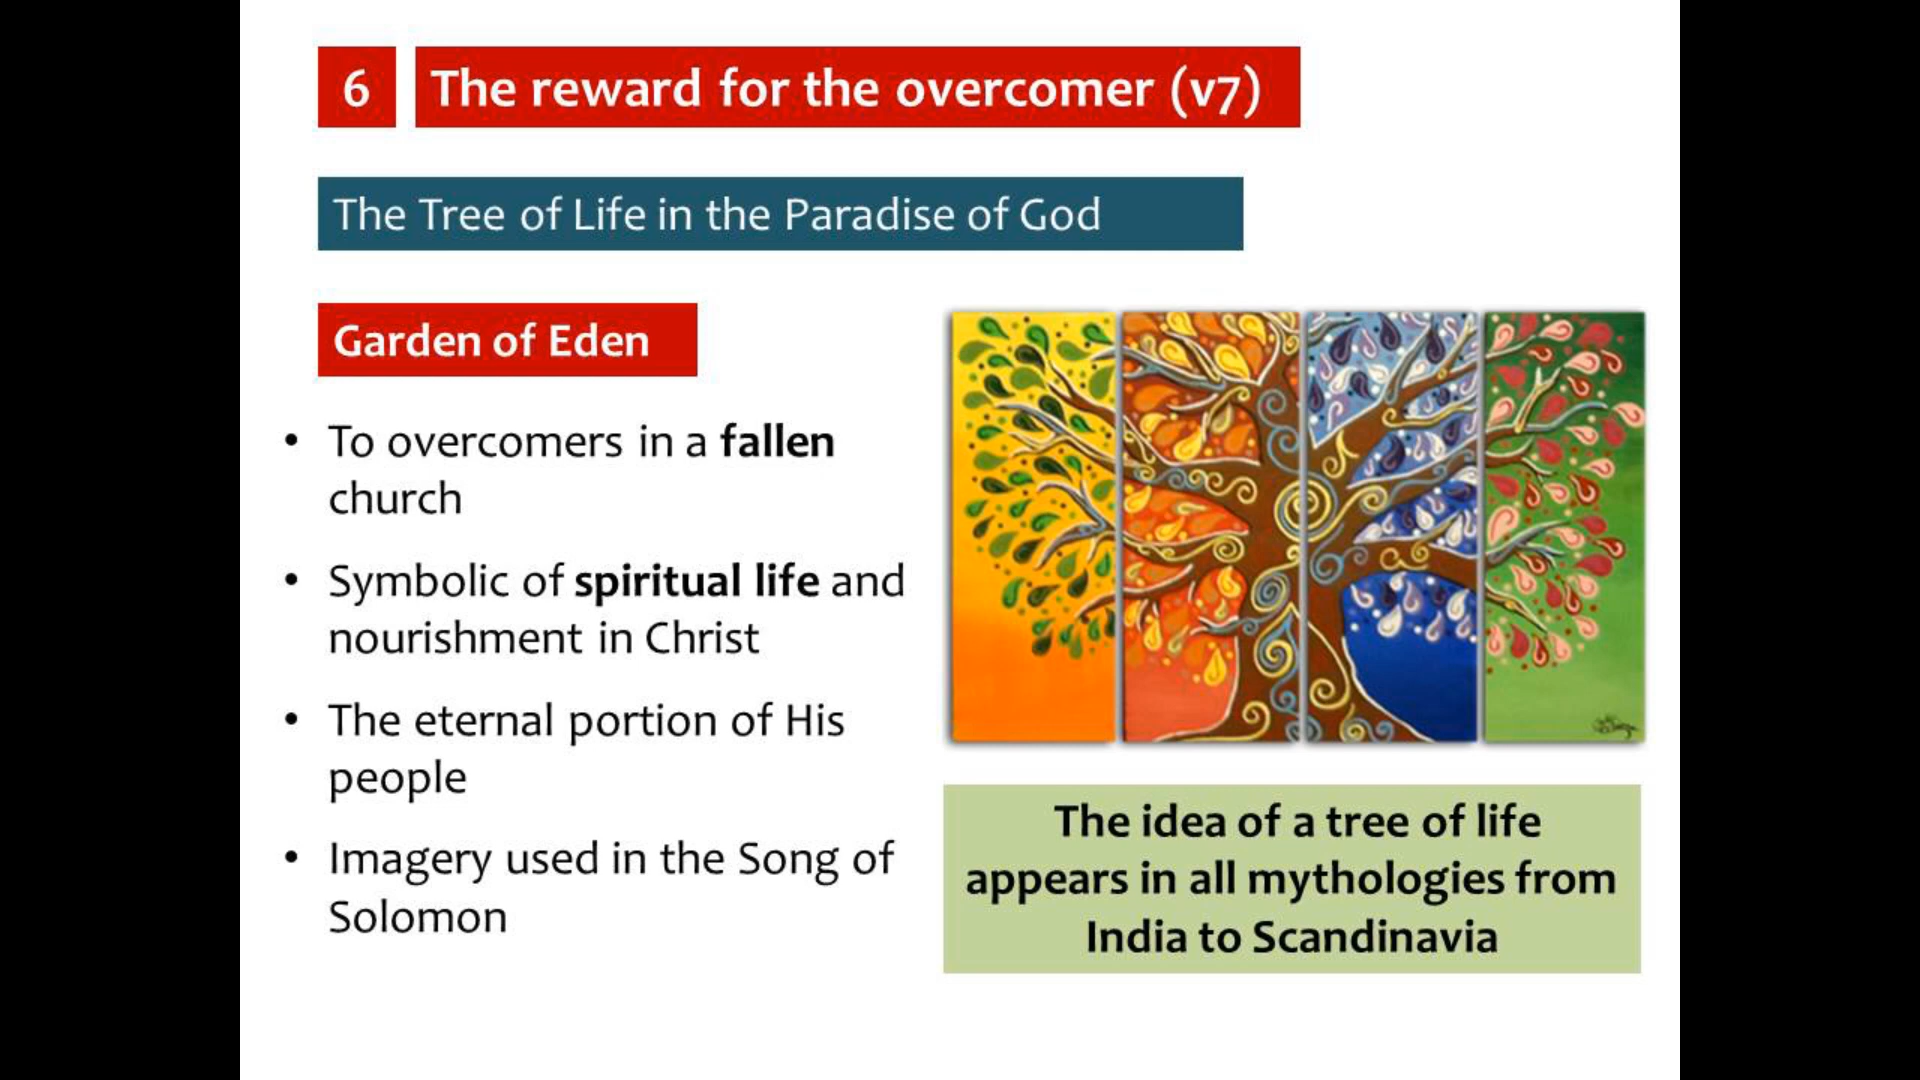 6 The reward for the overcomer (v7)
The Tree of Life in the Paradise of God
Garden of Eden
• To overcomers in a fallen
church
• Symbolic of spiritual life and
nourishment in Christ
• The eternal portion of His
people
• Imagery used in the Song of
Solomon
The idea of a tree of life
appears in all mythologies from
India to Scandinavia